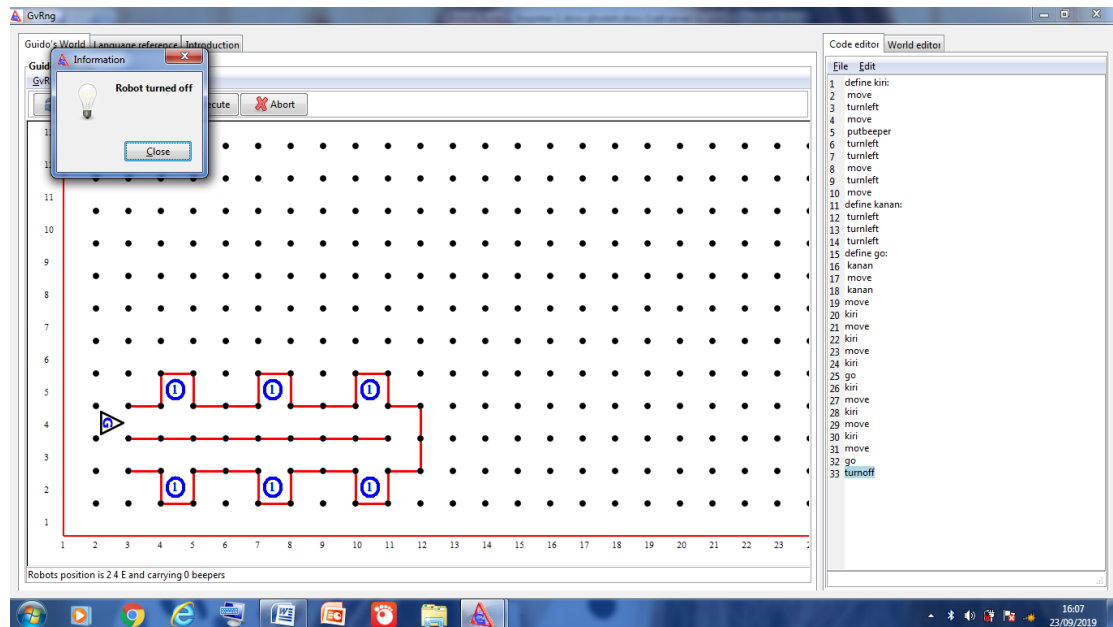 GvRng
Guido's World Language reference Introduction
Information
Robot turned off
Close
Abort
11
10
9
8
7
6
5
4
3
2
1
1 2 3 4 5 6 7 8 9 10 11 12 13 14 15 16 17 18 19 20 21 22 23
1
1
1
G
1
1
1
Robots position is 2 4 E and carrying 0 beepers
Code editor World editor
File Edit
1 define kiri:
2 move
3 turnleft
4 move
5 putbeeper
6 turnleft
7 turnleft
8 move
9 turnleft
10 move
11 define kanan:
12 turnleft
13 turnleft
14 turnleft
15 define go:
16 kanan
17 move
18 kanan
19 move
20 kiri
21 move
22 kiri
23 move
24 kiri
25 go
26 kiri
27 move
28 kiri
29 move
30 kiri
31 move
32 go
33 turnoff
16:07
23/09/2019